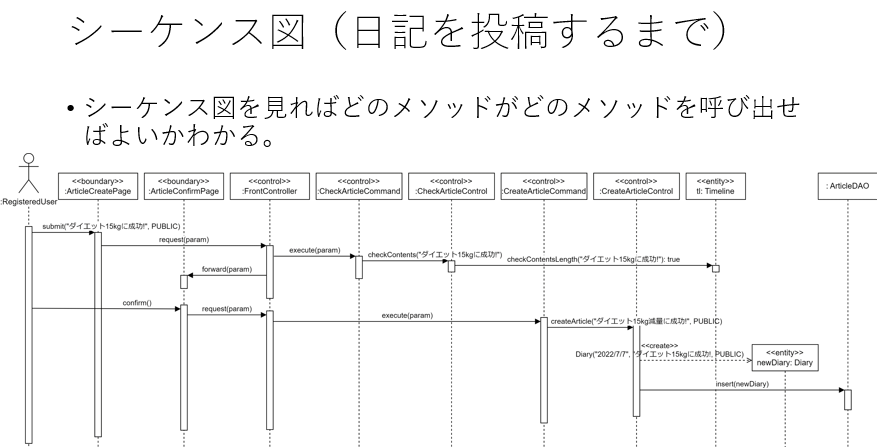 シーケンス図（日記を投稿するまで）
• シーケンス図を見ればどのメソッドがどのメソッドを呼び出せ
ばよいかわかる。
:RegisteredUser
<<boundary>>
:ArticleCreatePage
<<boundary>>
:ArticleConfirmPage
<<control>>
:FrontController
<<control>>
:CheckArticleCommand
<<control>>
:CheckArticleControl
<<control>>
:CreateArticleCommand
<<control>>
:CreateArticleControl
<<entity>>
tl: Timeline
: ArticleDAO
submit("ダイエット15kgに成功!", PUBLIC)
request(param)
execute(param)
checkContents("ダイエット15kgに成功!")
checkContentsLength("ダイエット15kgに成功!"): true
forward(param)
confirm()
request(param)
execute(param)
createArticle("ダイエット15kg減量に成功!", PUBLIC)
<<create>>
Diary("2022/7/7", "ダイエット15kgに成功!, PUBLIC)
<<entity>>
newDiary: Diary
insert(newDiary)